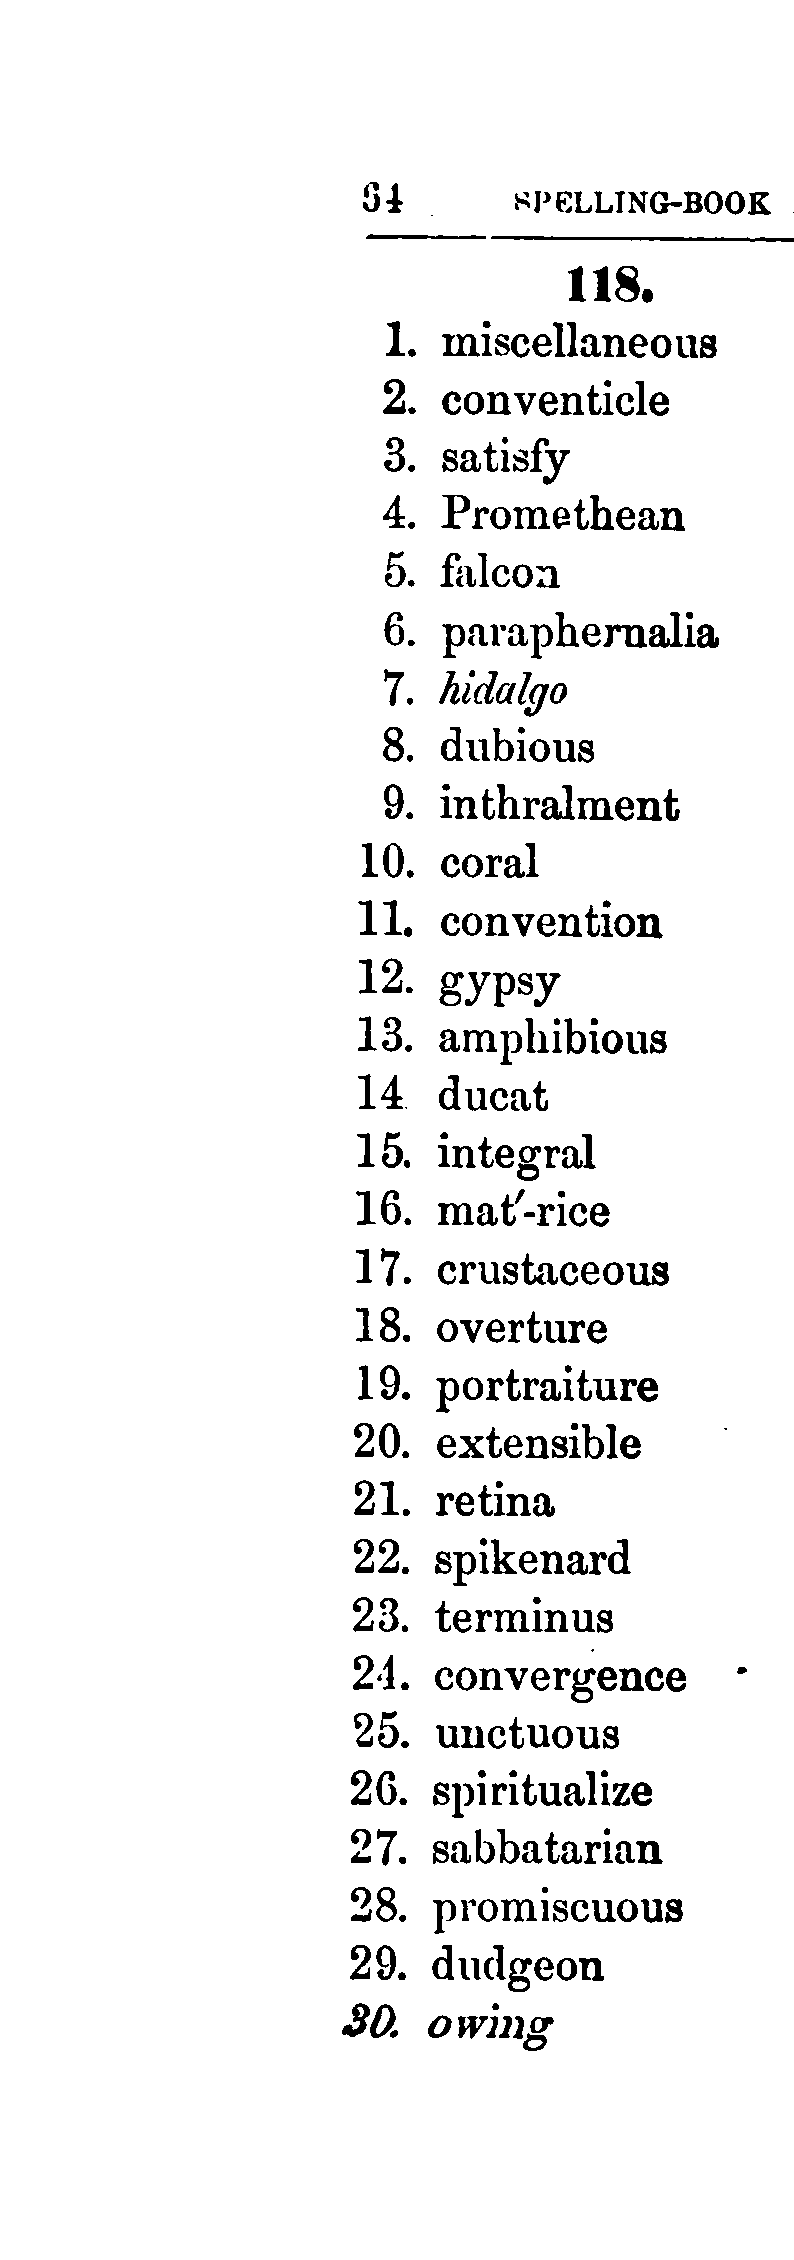 64 SPELLING-BOOK
118.
1. miscellaneous
2. conventicle
3. satisfy
4. Promethean
5. falcon
6. paraphernalia
7. hidalgo
8. dubious
9. inthralment
10. coral
11. convention
12. gypsy
13. amphibious
14 ducat
15. integral
16. mat′-rice
17. crustaceous
18. overture
19. portraiture
20. extensible
21. retina
22. spikenard
23. terminus
24. convergence
25. unctuous
26. spiritualize
27. sabbatarian
28. promiscuous
29. dudgeon
30. owing